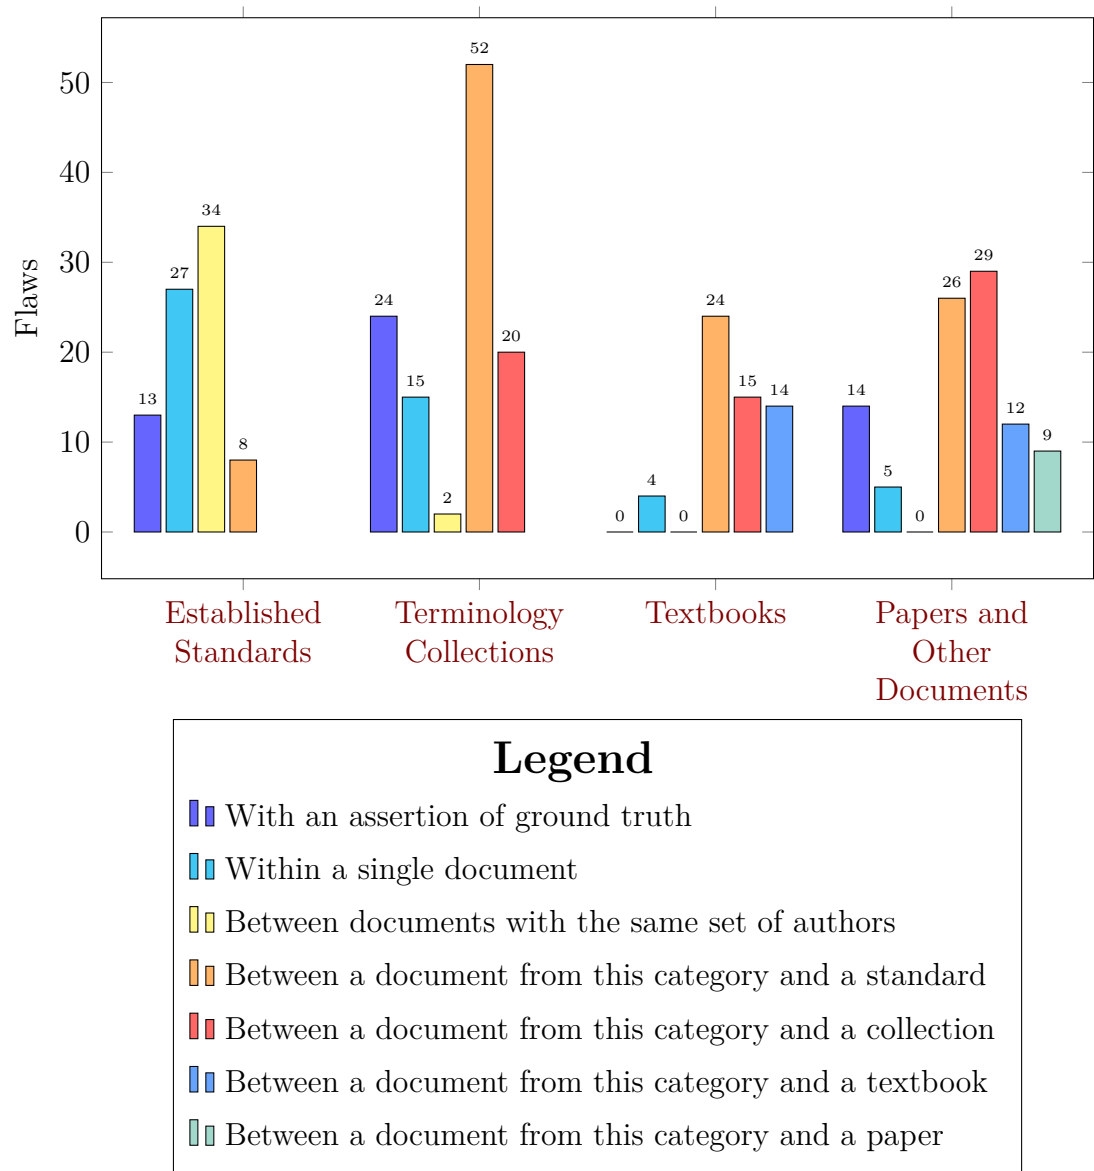 52
50
40
34
30
29
27
26
24
24
Flaws
20
20
15
15
14
14
13
12
10
9
8
5
4
2
0
0
0
0
Established
Standards
Terminology
Collections
Textbooks
Papers and
Other
Documents
Legend
With an assertion of ground truth
Within a single document
Between documents with the same set of authors
Between a document from this category and a standard
Between a document from this category and a collection
Between a document from this category and a textbook
Between a document from this category and a paper